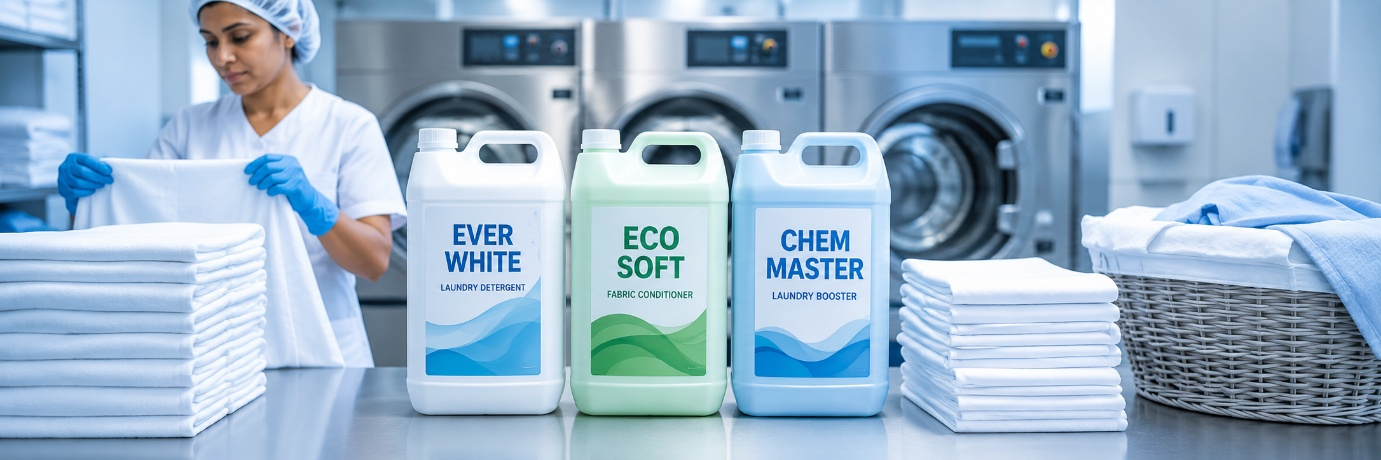 EVER
WHITE
LAUNDRY DETERGENT
ECO
SOFT
FABRIC CONDITIONER
CHEM
MASTER
LAUNDRY BOOSTER